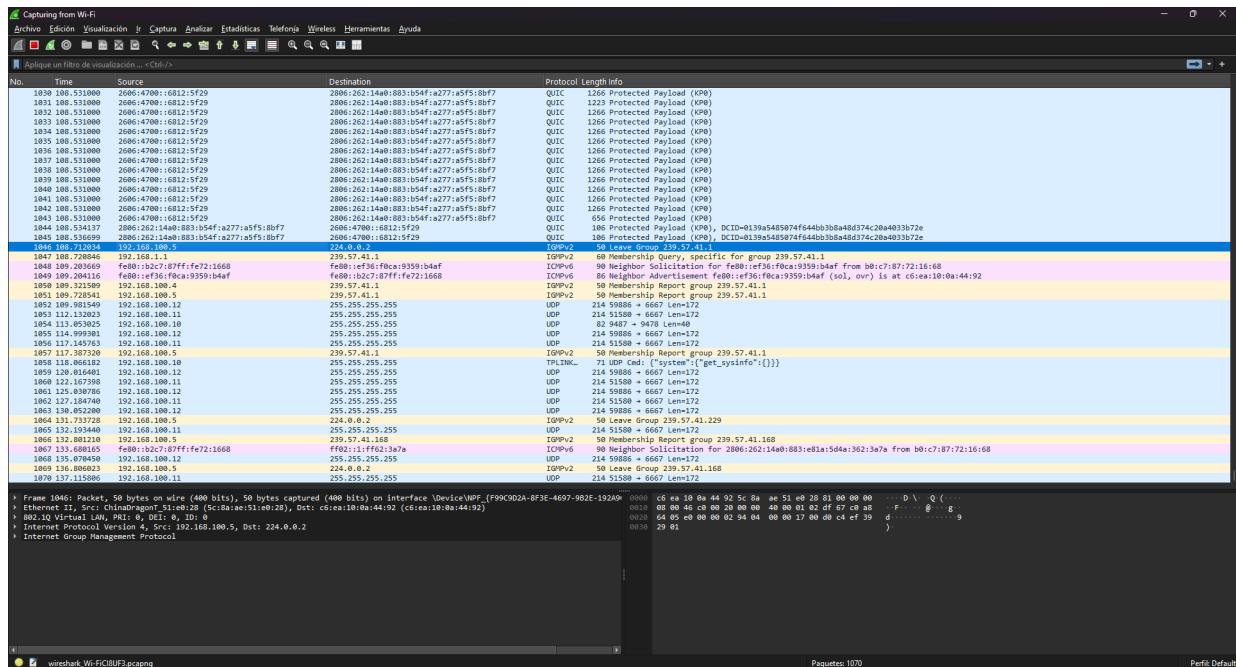 Capturing from Wi-Fi
Archivo Edición Visualización Ir Captura Analizar Estadísticas Telefonía Wireless Herramientas Ayuda
Aplique un filtro de visualización ... <Ctrl-/>
No. Time Source Destination Protocol Length Info
1030 108.531000 2606:4700::6812:5f29 2806:262:14a0:883:b54f:a277:a5f5:8bf7 QUIC 1266 Protected Payload (KP0)
1031 108.531000 2606:4700::6812:5f29 2806:262:14a0:883:b54f:a277:a5f5:8bf7 QUIC 1223 Protected Payload (KP0)
1032 108.531000 2606:4700::6812:5f29 2806:262:14a0:883:b54f:a277:a5f5:8bf7 QUIC 1266 Protected Payload (KP0)
1033 108.531000 2606:4700::6812:5f29 2806:262:14a0:883:b54f:a277:a5f5:8bf7 QUIC 1266 Protected Payload (KP0)
1034 108.531000 2606:4700::6812:5f29 2806:262:14a0:883:b54f:a277:a5f5:8bf7 QUIC 1266 Protected Payload (KP0)
1035 108.531000 2606:4700::6812:5f29 2806:262:14a0:883:b54f:a277:a5f5:8bf7 QUIC 1266 Protected Payload (KP0)
1036 108.531000 2606:4700::6812:5f29 2806:262:14a0:883:b54f:a277:a5f5:8bf7 QUIC 1266 Protected Payload (KP0)
1037 108.531000 2606:4700::6812:5f29 2806:262:14a0:883:b54f:a277:a5f5:8bf7 QUIC 1266 Protected Payload (KP0)
1038 108.531000 2606:4700::6812:5f29 2806:262:14a0:883:b54f:a277:a5f5:8bf7 QUIC 1266 Protected Payload (KP0)
1039 108.531000 2606:4700::6812:5f29 2806:262:14a0:883:b54f:a277:a5f5:8bf7 QUIC 1266 Protected Payload (KP0)
1040 108.531000 2606:4700::6812:5f29 2806:262:14a0:883:b54f:a277:a5f5:8bf7 QUIC 1266 Protected Payload (KP0)
1041 108.531000 2606:4700::6812:5f29 2806:262:14a0:883:b54f:a277:a5f5:8bf7 QUIC 1266 Protected Payload (KP0)
1042 108.531000 2606:4700::6812:5f29 2806:262:14a0:883:b54f:a277:a5f5:8bf7 QUIC 1266 Protected Payload (KP0)
1043 108.531000 2606:4700::6812:5f29 2806:262:14a0:883:b54f:a277:a5f5:8bf7 QUIC 656 Protected Payload (KP0)
1044 108.534137 2806:262:14a0:883:b54f:a277:a5f5:8bf7 2606:4700::6812:5f29 QUIC 106 Protected Payload (KP0), DCID=0139a5485074f644bb3b8a48d374c20a4033b72e
1045 108.536699 2806:262:14a0:883:b54f:a277:a5f5:8bf7 2606:4700::6812:5f29 QUIC 106 Protected Payload (KP0), DCID=0139a5485074f644bb3b8a48d374c20a4033b72e
1046 108.712034 192.168.100.5 224.0.0.2 IGMPv2 50 Leave Group 239.57.41.1
1047 108.720846 192.168.1.1 239.57.41.1 IGMPv2 60 Membership Query, specific for group 239.57.41.1
1048 109.203669 fe80::b2c7:87ff:fe72:1668 fe80::ef36:f0ca:9359:b4af ICMPv6 90 Neighbor Solicitation for fe80::ef36:f0ca:9359:b4af from b0:c7:87:72:16:68
1049 109.204116 fe80::ef36:f0ca:9359:b4af fe80::b2c7:87ff:fe72:1668 ICMPv6 86 Neighbor Advertisement fe80::ef36:f0ca:9359:b4af (sol, ovr) is at c6:ea:10:0a:44:92
1050 109.321509 192.168.100.4 239.57.41.1 IGMPv2 50 Membership Report group 239.57.41.1
1051 109.728541 192.168.100.5 239.57.41.1 IGMPv2 50 Membership Report group 239.57.41.1
1052 109.981549 192.168.100.12 255.255.255.255 UDP 214 59886 → 6667 Len=172
1053 112.132023 192.168.100.11 255.255.255.255 UDP 214 51580 → 6667 Len=172
1054 113.053025 192.168.100.10 255.255.255.255 UDP 82 9487 → 9478 Len=40
1055 114.999301 192.168.100.12 255.255.255.255 UDP 214 59886 → 6667 Len=172
1056 117.145763 192.168.100.11 255.255.255.255 UDP 214 51580 → 6667 Len=172
1057 117.387320 192.168.100.5 239.57.41.1 IGMPv2 50 Membership Report group 239.57.41.1
1058 118.066182 192.168.100.10 255.255.255.255 TPLINK… 71 UDP Cmd: {"system":{"get_sysinfo":{}}}
1059 120.016401 192.168.100.12 255.255.255.255 UDP 214 59886 → 6667 Len=172
1060 122.167398 192.168.100.11 255.255.255.255 UDP 214 51580 → 6667 Len=172
1061 125.030786 192.168.100.12 255.255.255.255 UDP 214 59886 → 6667 Len=172
1062 127.184740 192.168.100.11 255.255.255.255 UDP 214 51580 → 6667 Len=172
1063 130.052200 192.168.100.12 255.255.255.255 UDP 214 59886 → 6667 Len=172
1064 131.733728 192.168.100.5 224.0.0.2 IGMPv2 50 Leave Group 239.57.41.229
1065 132.193440 192.168.100.11 255.255.255.255 UDP 214 51580 → 6667 Len=172
1066 132.801210 192.168.100.5 239.57.41.168 IGMPv2 50 Membership Report group 239.57.41.168
1067 133.680165 fe80::b2c7:87ff:fe72:1668 ff02::1:ff62:3a7a ICMPv6 90 Neighbor Solicitation for 2806:262:14a0:883:e81a:5d4a:362:3a7a from b0:c7:87:72:16:68
1068 135.070450 192.168.100.12 255.255.255.255 UDP 214 59886 → 6667 Len=172
1069 136.806023 192.168.100.5 224.0.0.2 IGMPv2 50 Leave Group 239.57.41.168
1070 137.115806 192.168.100.11 255.255.255.255 UDP 214 51580 → 6667 Len=172
Frame 1046: Packet, 50 bytes on wire (400 bits), 50 bytes captured (400 bits) on interface \Device\NPF_{F99C9D2A-8F3E-4697-982E-192A9 0000 c6 ea 10 0a 44 92 5c 8a ae 51 e0 28 81 00 00 00 ····D·\· ·Q·(····
Ethernet II, Src: ChinaDragonT_51:e0:28 (5c:8a:ae:51:e0:28), Dst: c6:ea:10:0a:44:92 (c6:ea:10:0a:44:92) 0010 08 00 46 c0 00 20 00 00 40 00 01 02 df 67 c0 a8 ··F·· ·· @····g··
802.1Q Virtual LAN, PRI: 0, DEI: 0, ID: 0 0020 64 05 e0 00 00 02 94 04 00 00 17 00 d0 c4 ef 39 d······· ·······9
Internet Protocol Version 4, Src: 192.168.100.5, Dst: 224.0.0.2 0030 29 01 )·
Internet Group Management Protocol
wireshark_Wi-FiCI8UF3.pcapng Paquetes: 1070 Perfil: Default